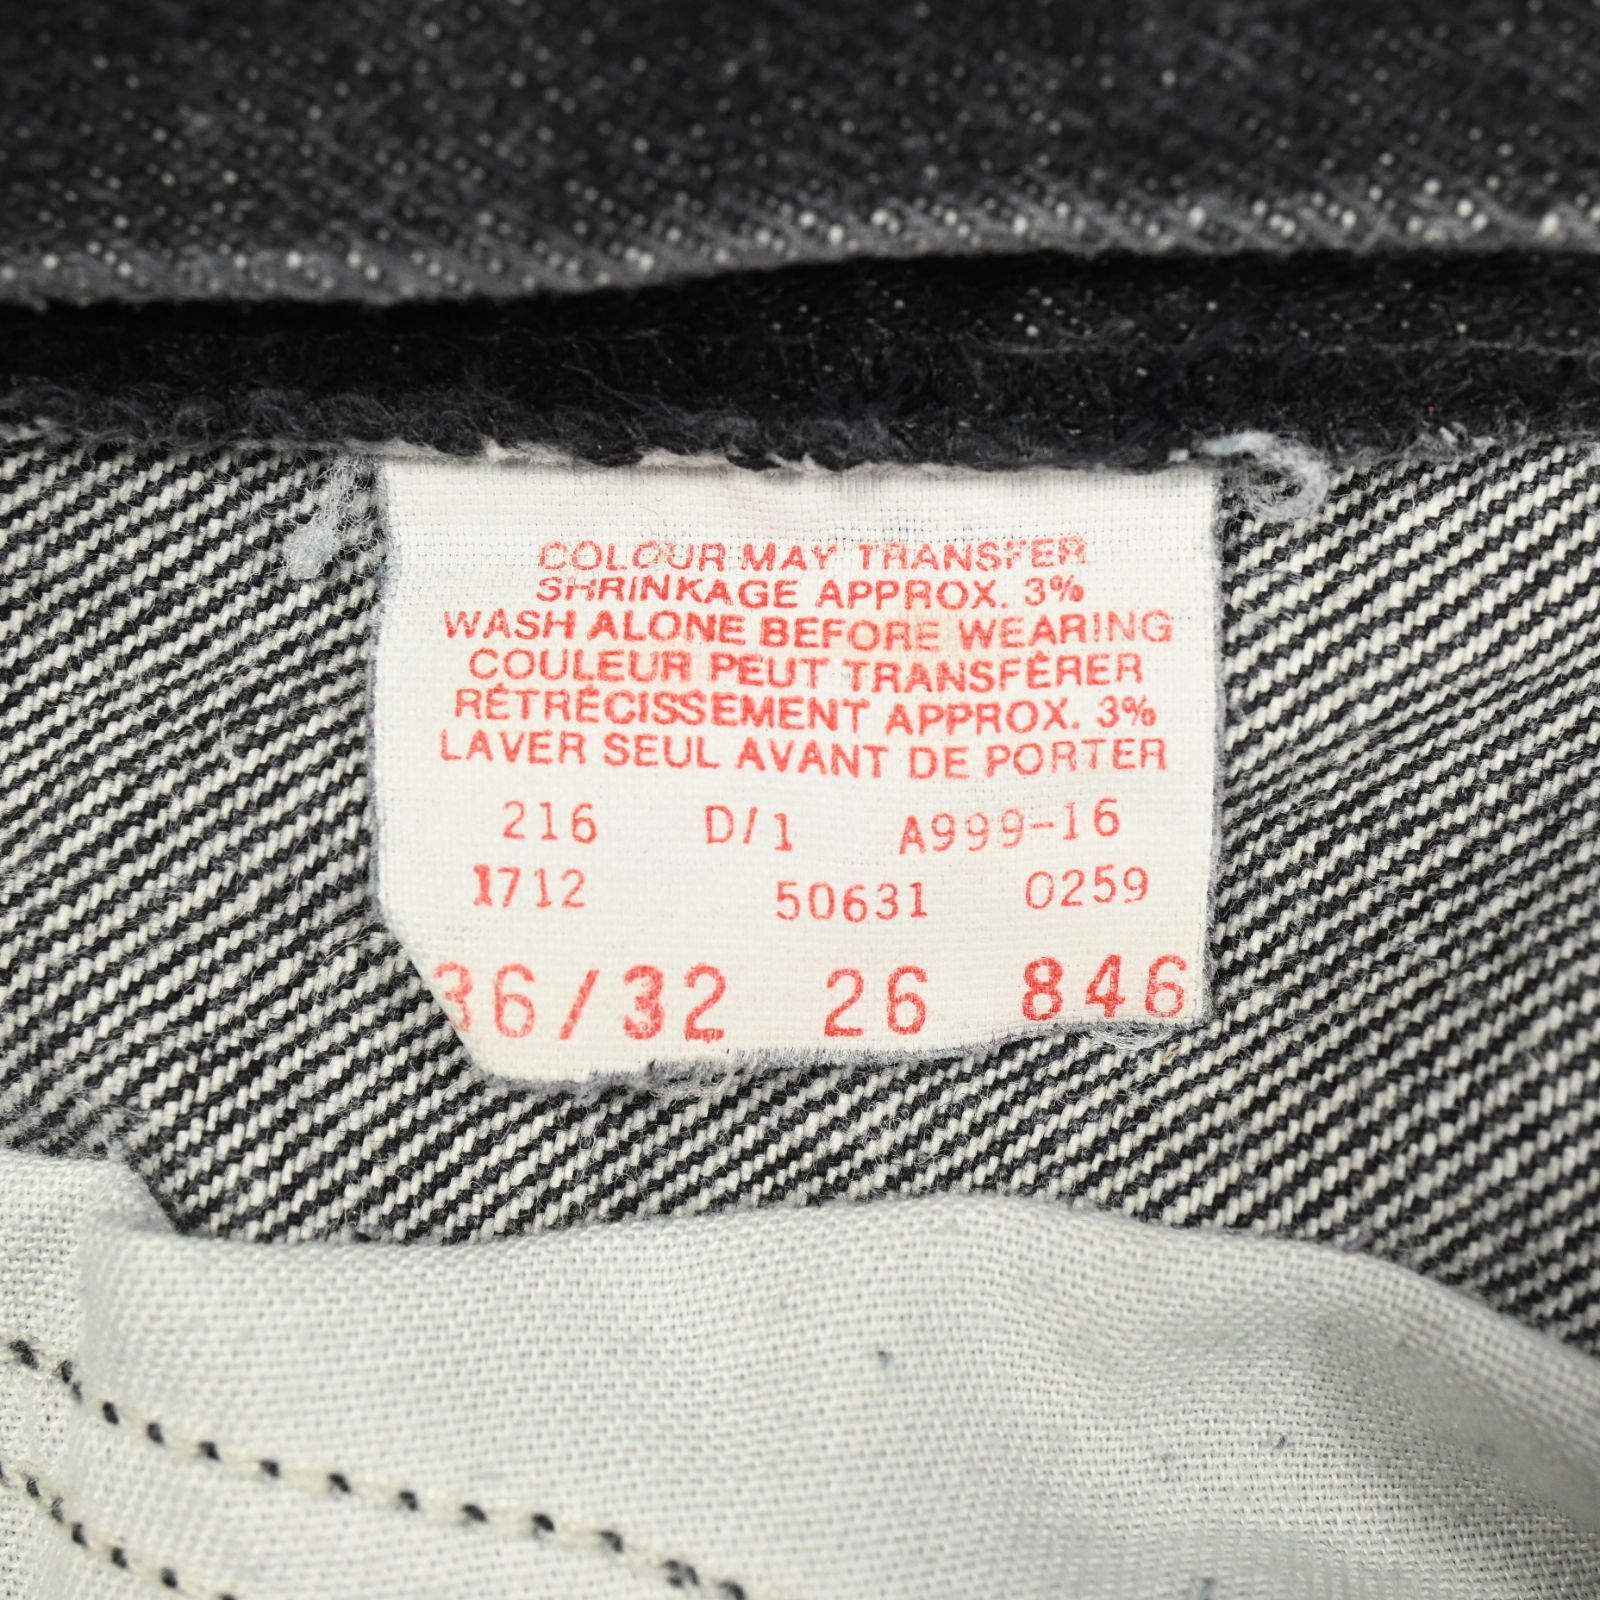 COLOUR MAY TRANSFER
SHRINKAGE APPROX. 3%
WASH ALONE BEFORE WEARING
COULEUR PEUT TRANSFÉRER
RÉTRÉCISSEMENT APPROX. 3%
LAVER SEUL AVANT DE PORTER
216 D/1 A999-16
1712 50631 0259
36/32 26 846